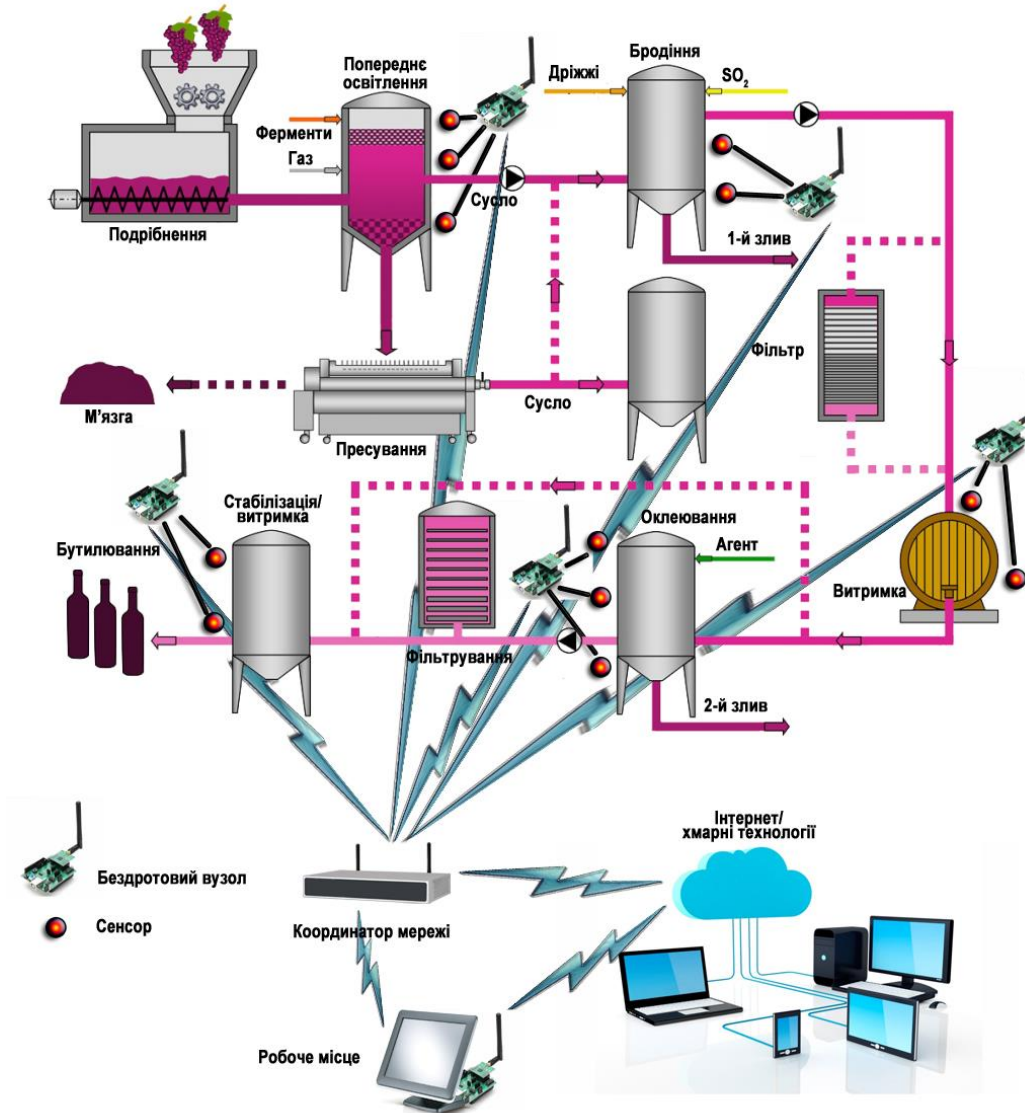 Попереднє
освітлення
Бродіння
Дріжжі
SO₂
Ферменти
Газ
Сусло
Подрібнення
1-й злив
Фільтр
М'язга
Сусло
Пресування
Стабілізація/
витримка
Оклеювання
Агент
Бутилювання
Витримка
Фільтрування
2-й злив
Інтернет/
хмарні технології
Бездротовий вузол
Сенсор
Координатор мережі
Робоче місце